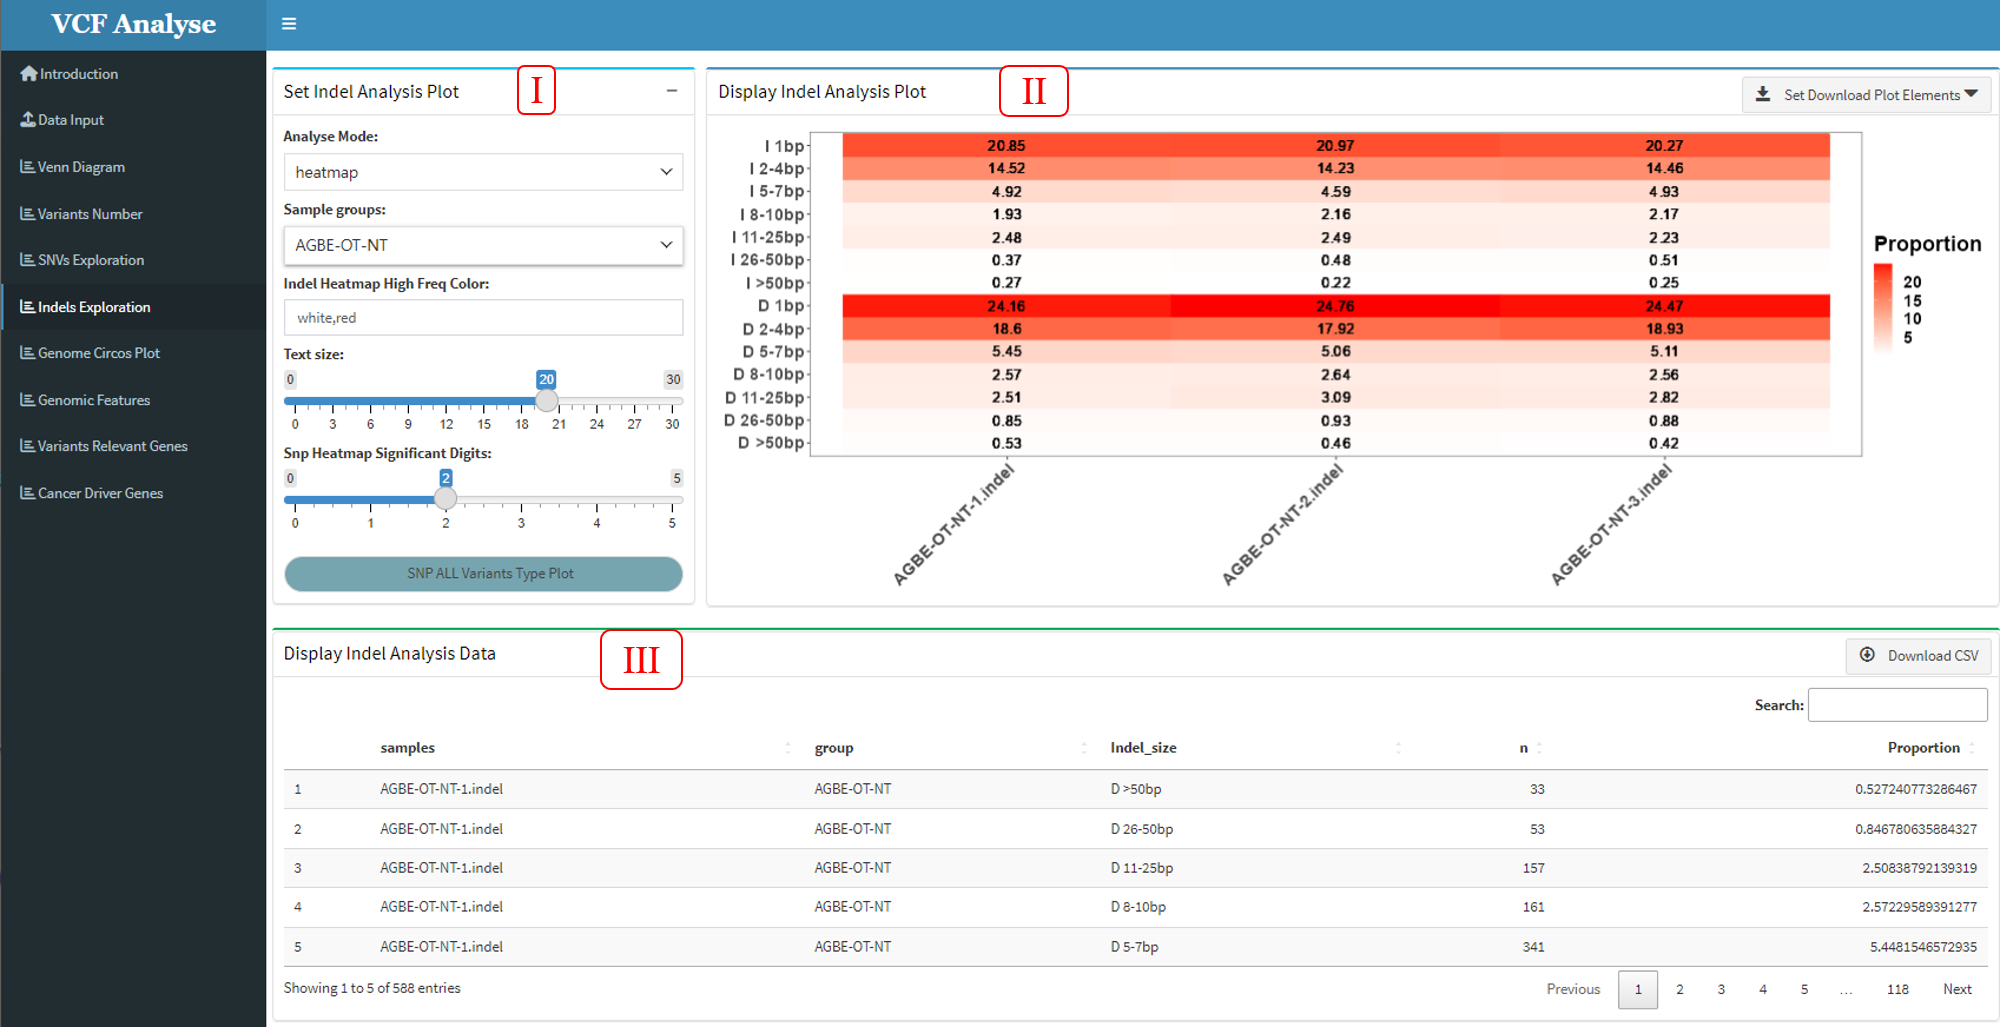 VCF Analyse
Introduction
Data Input
Venn Diagram
Variants Number
SNVs Exploration
Indels Exploration
Genome Circos Plot
Genomic Features
Variants Relevant Genes
Cancer Driver Genes
Set Indel Analysis Plot
I
Analyse Mode:
heatmap
Sample groups:
AGBE-OT-NT
Indel Heatmap High Freq Color:
white,red
Text size:
0 20 30
0 3 6 9 12 15 18 21 24 27 30
Snp Heatmap Significant Digits:
0 2 5
0 1 2 3 4 5
SNP ALL Variants Type Plot
Display Indel Analysis Plot
II
Set Download Plot Elements
I 1bp 20.85 20.97 20.27
I 2-4bp 14.52 14.23 14.46
I 5-7bp 4.92 4.59 4.93
I 8-10bp 1.93 2.16 2.17
I 11-25bp 2.48 2.49 2.23
I 26-50bp 0.37 0.48 0.51
I >50bp 0.27 0.22 0.25
D 1bp 24.16 24.76 24.47
D 2-4bp 18.6 17.92 18.93
D 5-7bp 5.45 5.06 5.11
D 8-10bp 2.57 2.64 2.56
D 11-25bp 2.51 3.09 2.82
D 26-50bp 0.85 0.93 0.88
D >50bp 0.53 0.46 0.42
AGBE-OT-NT-1.indel
AGBE-OT-NT-2.indel
AGBE-OT-NT-3.indel
Proportion
20
15
10
5
Display Indel Analysis Data
III
Download CSV
Search:
samples group Indel_size n Proportion
1 AGBE-OT-NT-1.indel AGBE-OT-NT D >50bp 33 0.527240773286467
2 AGBE-OT-NT-1.indel AGBE-OT-NT D 26-50bp 53 0.846780635884327
3 AGBE-OT-NT-1.indel AGBE-OT-NT D 11-25bp 157 2.50838792139319
4 AGBE-OT-NT-1.indel AGBE-OT-NT D 8-10bp 161 2.57229589391277
5 AGBE-OT-NT-1.indel AGBE-OT-NT D 5-7bp 341 5.4481546572935
Showing 1 to 5 of 588 entries
Previous 1 2 3 4 5 ... 118 Next